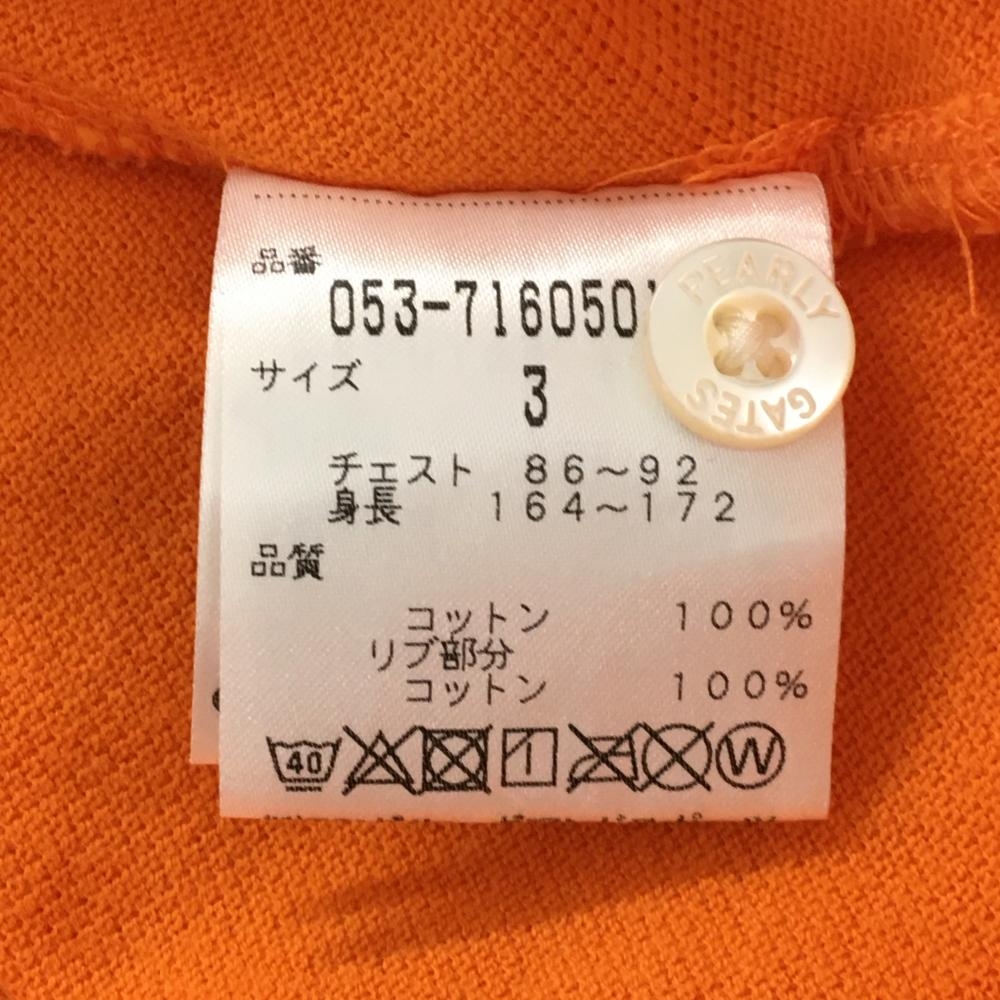 品番
053-7160501
PEARLY
GATES
サイズ 3
チェスト 86～92
身長 164～172
品質
コットン 100%
リブ部分
コットン 100%
40 W